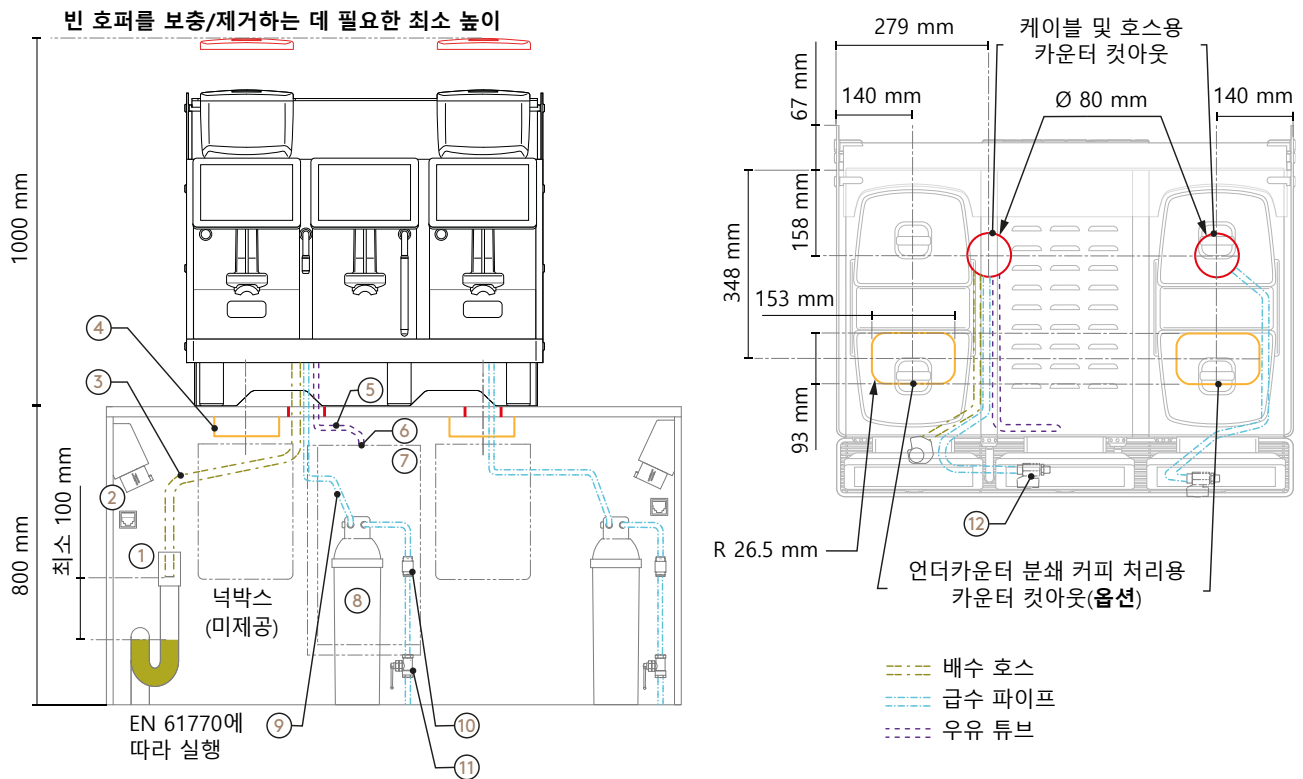 빈 호퍼를 보충/제거하는 데 필요한 최소 높이
1000 mm
800 mm
최소 100 mm
4
3
2
1
5
6
7
8
9
10
11
넉박스
(미제공)
EN 61770에
따라 실행
279 mm
케이블 및 호스용
카운터 컷아웃
67 mm
140 mm
Ø 80 mm
140 mm
158 mm
348 mm
153 mm
93 mm
12
R 26.5 mm
언더카운터 분쇄 커피 처리용
카운터 컷아웃(옵션)
배수 호스
급수 파이프
우유 튜브